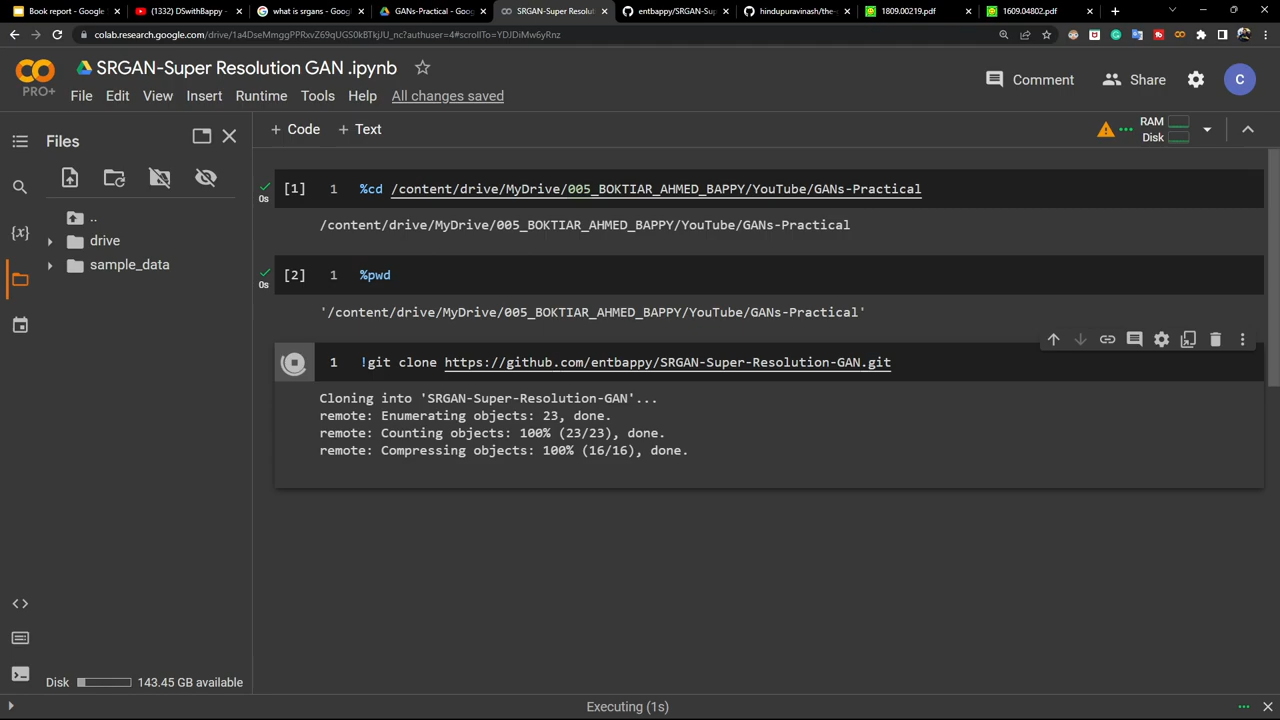 Book report - Google
(1332) DSwithBappy -
what is srgans - Google
GANs-Practical - Goog
SRGAN-Super Resoluti
entbappy/SRGAN-Sup
hindupuravinash/the-
1809.00219.pdf
1609.04802.pdf
colab.research.google.com/drive/1a4DseMmggPPRxvZ69qUGS0kBTkjJU_nc?authuser=4#scrollTo=YDJDiMw6yRnz
SRGAN-Super Resolution GAN .ipynb
PRO+
File Edit View Insert Runtime Tools Help All changes saved
Comment
Share
C
Files
+ Code + Text
RAM
Disk
..
drive
sample_data
[1] 1 %cd /content/drive/MyDrive/005_BOKTIAR_AHMED_BAPPY/YouTube/GANs-Practical
0s
/content/drive/MyDrive/005_BOKTIAR_AHMED_BAPPY/YouTube/GANs-Practical
[2] 1 %pwd
0s
'/content/drive/MyDrive/005_BOKTIAR_AHMED_BAPPY/YouTube/GANs-Practical'
1 !git clone https://github.com/entbappy/SRGAN-Super-Resolution-GAN.git
Cloning into 'SRGAN-Super-Resolution-GAN'...
remote: Enumerating objects: 23, done.
remote: Counting objects: 100% (23/23), done.
remote: Compressing objects: 100% (16/16), done.
Disk 143.45 GB available
Executing (1s)